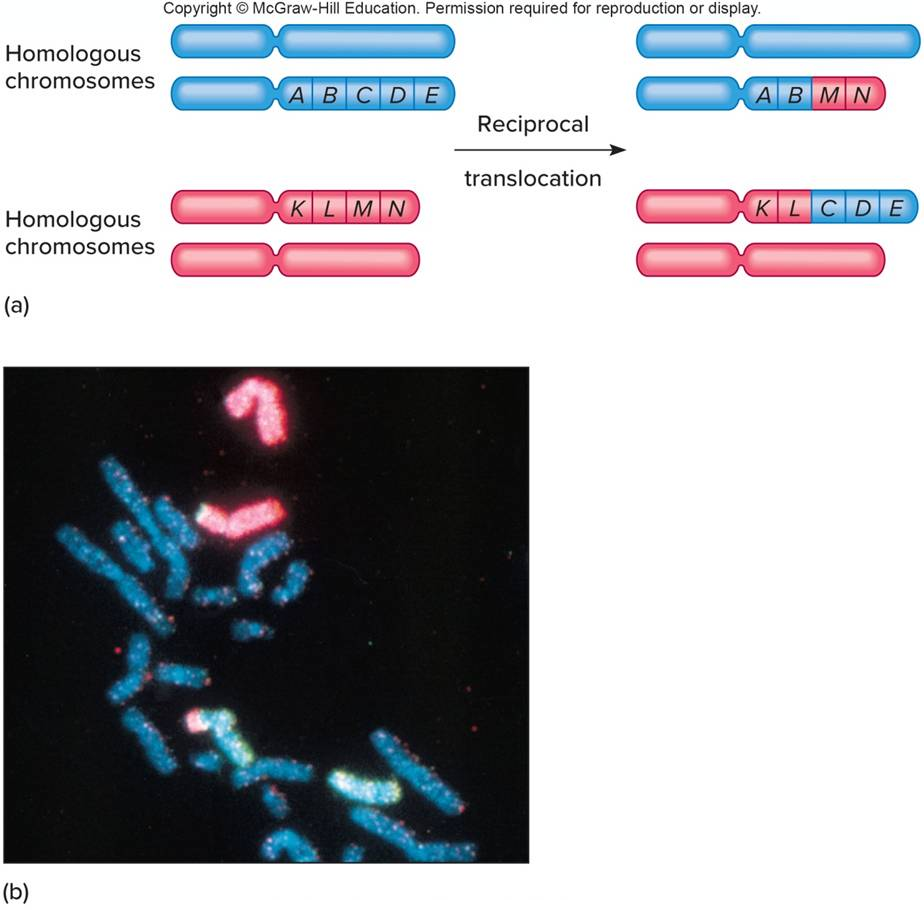 Copyright © McGraw-Hill Education. Permission required for reproduction or display.
Homologous
chromosomes
A B C D E
Reciprocal
translocation
A B M N
Homologous
chromosomes
K L M N
K L C D E
(a)
(b)